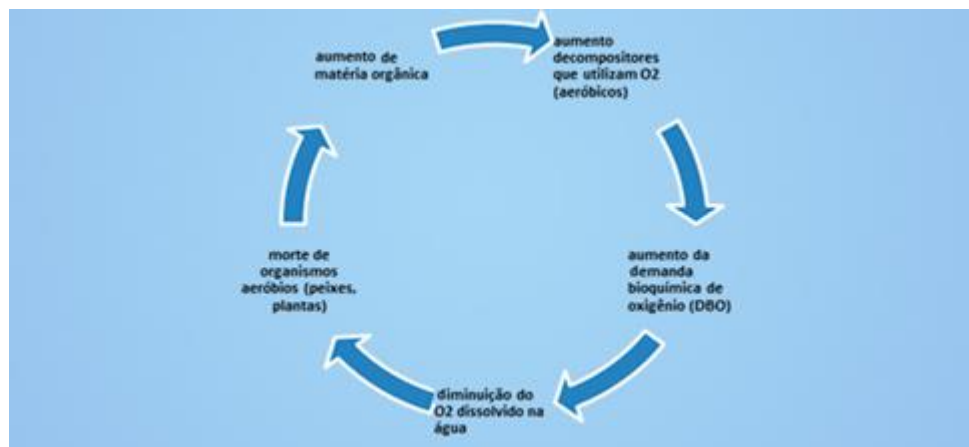 aumento de
matéria orgânica
aumento
decompositores
que utilizam O2
(aeróbicos)
aumento da
demanda
bioquímica de
oxigênio (DBO)
diminuição do
O2 dissolvido na
água
morte de
organismos
aeróbios (peixes,
plantas)